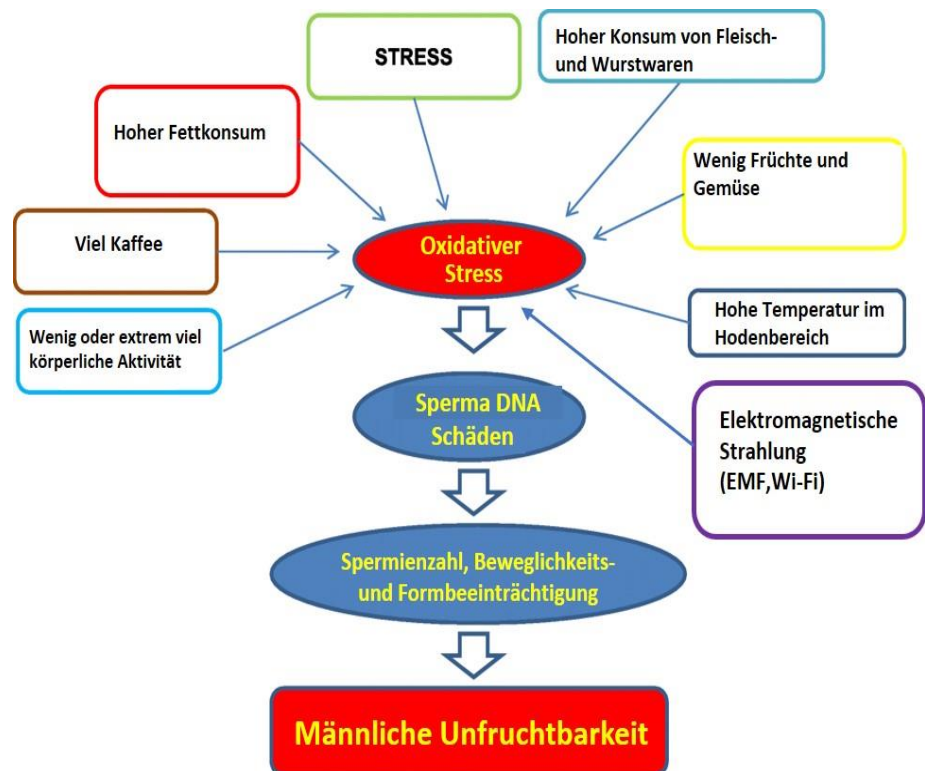 STRESS
Hoher Konsum von Fleisch-
und Wurstwaren
Hoher Fettkonsum
Wenig Früchte und
Gemüse
Viel Kaffee
Oxidativer
Stress
Wenig oder extrem viel
körperliche Aktivität
Hohe Temperatur im
Hodenbereich
Sperma DNA
Schäden
Elektromagnetische
Strahlung
(EMF,Wi-Fi)
Spermienzahl, Beweglichkeits-
und Formbeeinträchtigung
Männliche Unfruchtbarkeit